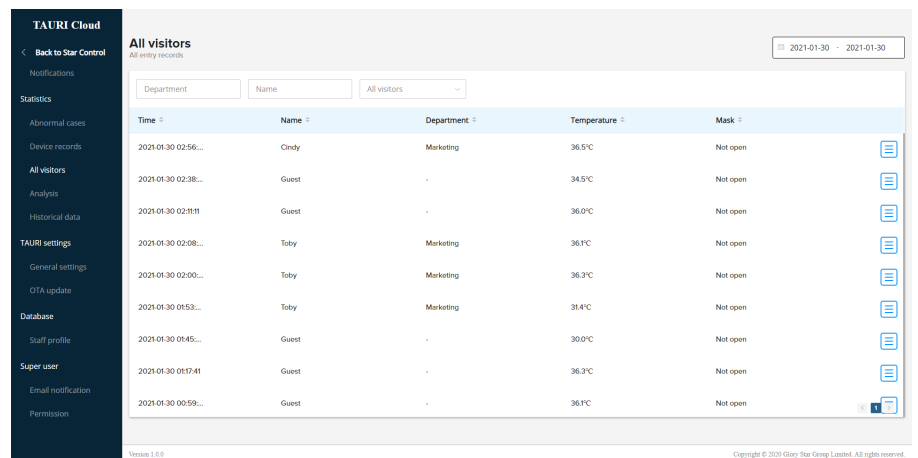 TAURI Cloud
Back to Star Control
Notifications
Statistics
Abnormal cases
Device records
All visitors
Analysis
Historical data
TAURI settings
General settings
OTA update
Database
Staff profile
Super user
Email notification
Permission
All visitors
All entry records
2021-01-30 - 2021-01-30
Department Name All visitors
Time Name Department Temperature Mask
2021-01-30 02:56:... Cindy Marketing 36.5°C Not open
2021-01-30 02:38:... Guest - 34.5°C Not open
2021-01-30 02:11:11 Guest - 36.0°C Not open
2021-01-30 02:08:... Toby Marketing 36.1°C Not open
2021-01-30 02:00:... Toby Marketing 36.3°C Not open
2021-01-30 01:53:... Toby Marketing 31.4°C Not open
2021-01-30 01:45:... Guest - 30.0°C Not open
2021-01-30 01:17:41 Guest - 36.3°C Not open
2021-01-30 00:59:... Guest - 36.1°C Not open
1
Version 1.0.0
Copyright © 2020 Glory Star Group Limited. All rights reserved.